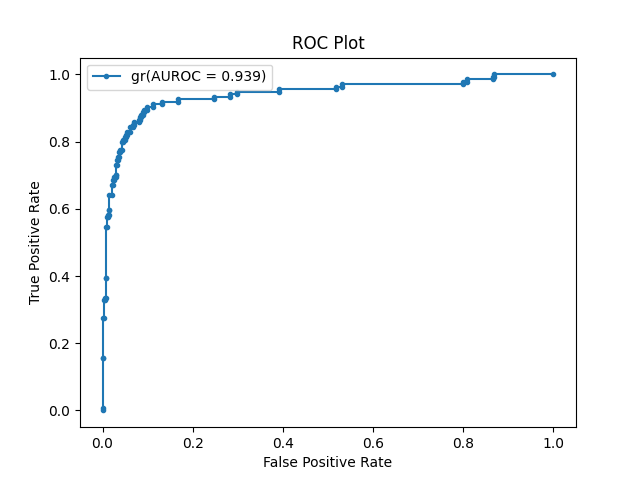 ROC Plot
gr(AUROC = 0.939)
1.0
0.8
0.6
0.4
0.2
0.0
True Positive Rate
0.0 0.2 0.4 0.6 0.8 1.0
False Positive Rate